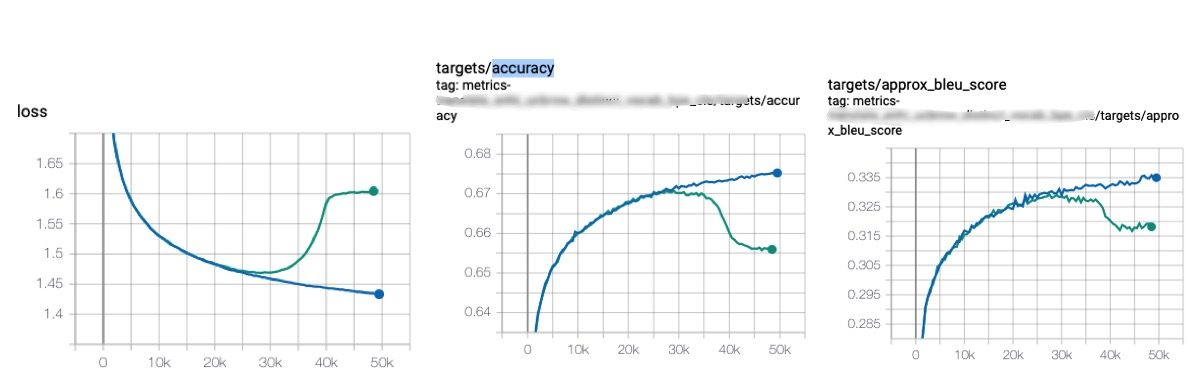 loss
1.65
1.6
1.55
1.5
1.45
1.4
0 10k 20k 30k 40k 50k
targets/accuracy
tag: metrics-
/targets/accur
acy
0.68
0.67
0.66
0.65
0.64
0 10k 20k 30k 40k 50k
targets/approx_bleu_score
tag: metrics-
/targets/appro
x_bleu_score
0.335
0.325
0.315
0.305
0.295
0.285
0 10k 20k 30k 40k 50k